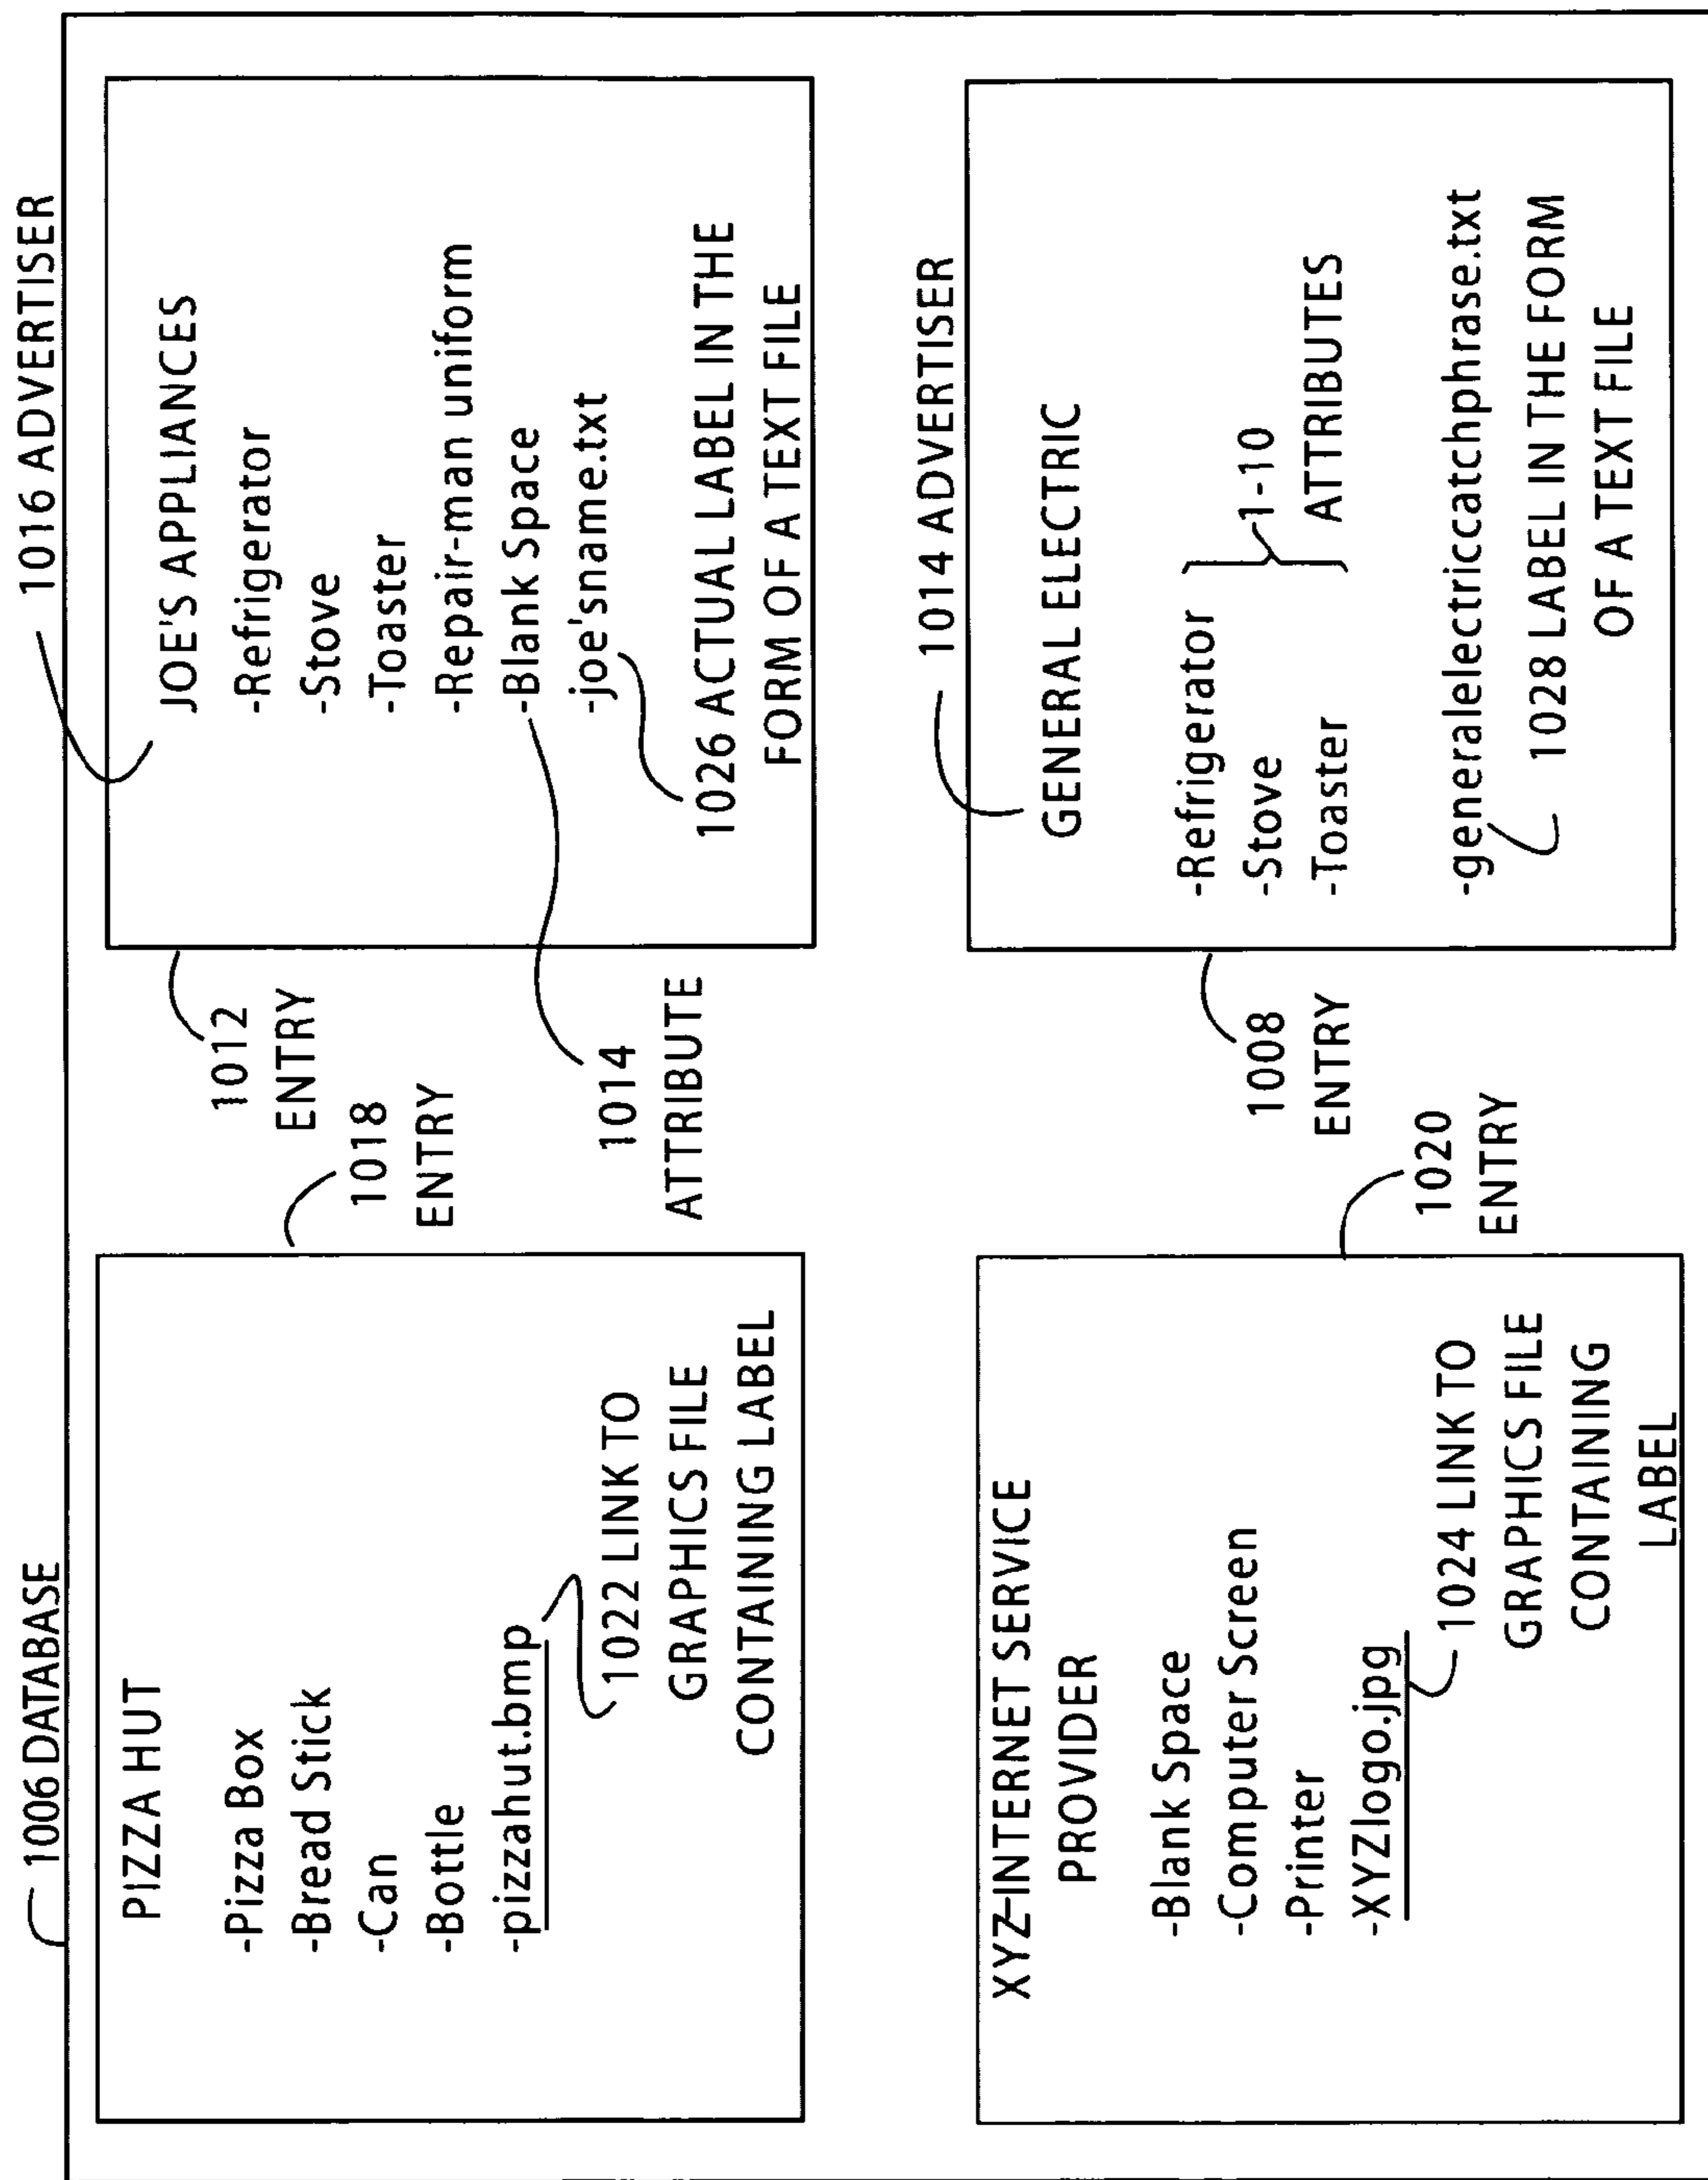 1006 DATABASE
PIZZA HUT
-Pizza Box
-Bread Stick
-Can
-Bottle
-pizzahut.bmp
1022 LINK TO
GRAPHICS FILE
CONTAINING LABEL
1018
ENTRY
1016 ADVERTISER
JOE'S APPLIANCES
-Refrigerator
-Stove
-Toaster
-Repair-man uniform
-Blank Space
-joe'sname.txt
1026 ACTUAL LABEL IN THE
FORM OF A TEXT FILE
1012
ENTRY
1014
ATTRIBUTE
XYZ-INTERNET SERVICE
PROVIDER
-Blank Space
-Computer Screen
-Printer
-XYZlogo.jpg
1024 LINK TO
GRAPHICS FILE
CONTAINING
LABEL
1020
ENTRY
1014 ADVERTISER
GENERAL ELECTRIC
-Refrigerator
-Stove
-Toaster
1-10
ATTRIBUTES
-generalelectriccatchphrase.txt
1028 LABEL IN THE FORM
OF A TEXT FILE
1008
ENTRY